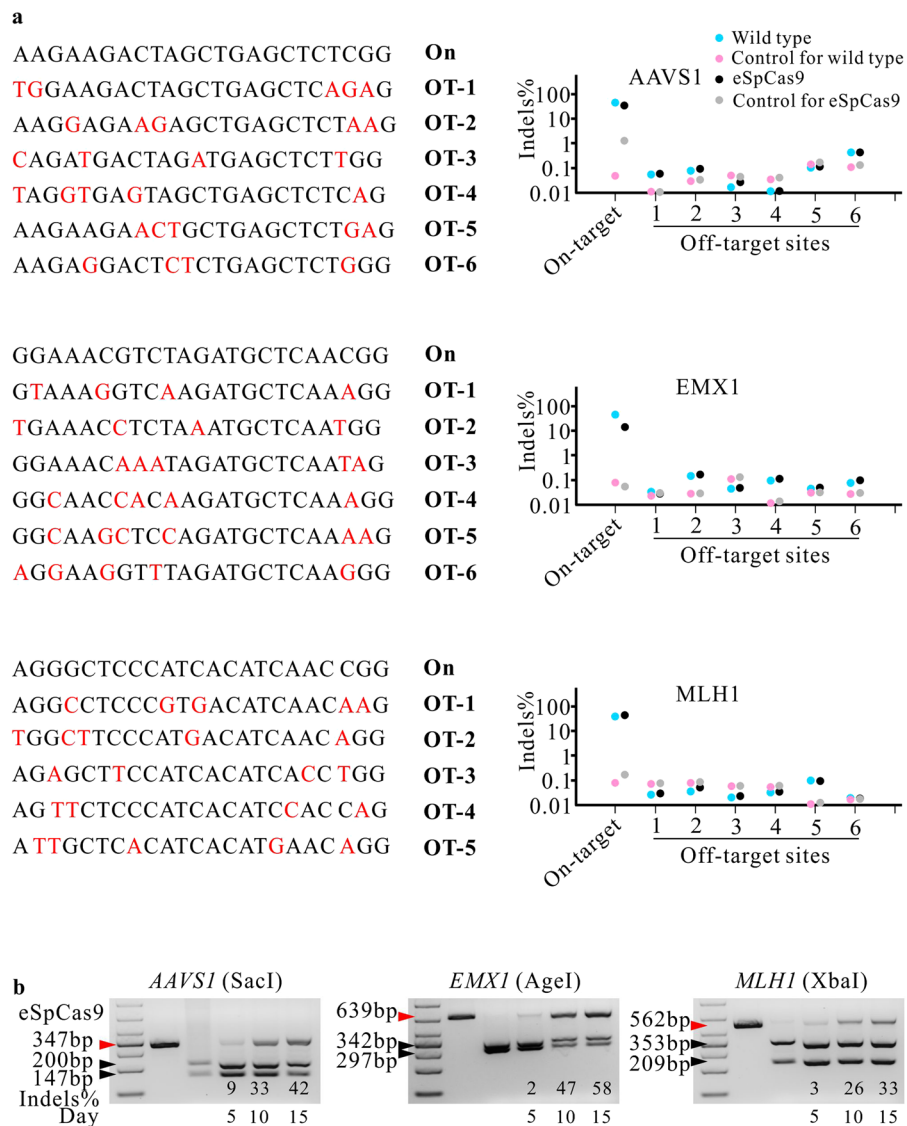 a
AAGAAGACTAGCTGAGCTCTCGG On
TGGAAGACTAGCTGAGCTCAGAG OT-1
AAGGAGAAGAGCTGAGCTCTAAG OT-2
CAGATGACTAGATGAGCTCTTGG OT-3
TAGGTGAGTAGCTGAGCTCTCAG OT-4
AAGAAGAACTGCTGAGCTCTGAG OT-5
AAGAGGACTCTCTGAGCTCTGGG OT-6
AAVS1
Wild type
Control for wild type
eSpCas9
Control for eSpCas9
Indels%
100
10
1
0.1
0.01
On-target
1 2 3 4 5 6
Off-target sites
GGAAACGTCTAGATGCTCAACGG On
GTAAAGGTCAAGATGCTCAAAGG OT-1
TGAAACCTCTAAATGCTCAATGG OT-2
GGAAACAAATAGATGCTCAATAG OT-3
GGCAACCACAAGATGCTCAAAGG OT-4
GGCAAGCTCCAGATGCTCAAAAG OT-5
AGGAAGGTTTAGATGCTCAAGGG OT-6
EMX1
Indels%
100
10
1
0.1
0.01
On-target
1 2 3 4 5 6
Off-target sites
AGGGCTCCCATCACATCAAC CGG On
AGGCCTCCCGTGACATCAACAAG OT-1
TGGCTTCCCATGACATCAACAGG OT-2
AGAGCTTCCATCACATCACC TGG OT-3
AGTTCTCCCATCACATCCACCAG OT-4
ATTGCTCACATCACATGAAC AGG OT-5
MLH1
Indels%
100
10
1
0.1
0.01
On-target
1 2 3 4 5 6
Off-target sites
b
AAVS1 (SacI)
eSpCas9
347bp
200bp
147bp
Indels% 9 33 42
Day 5 10 15
EMX1 (AgeI)
639bp
342bp
297bp
2 47 58
5 10 15
MLH1 (XbaI)
562bp
353bp
209bp
3 26 33
5 10 15